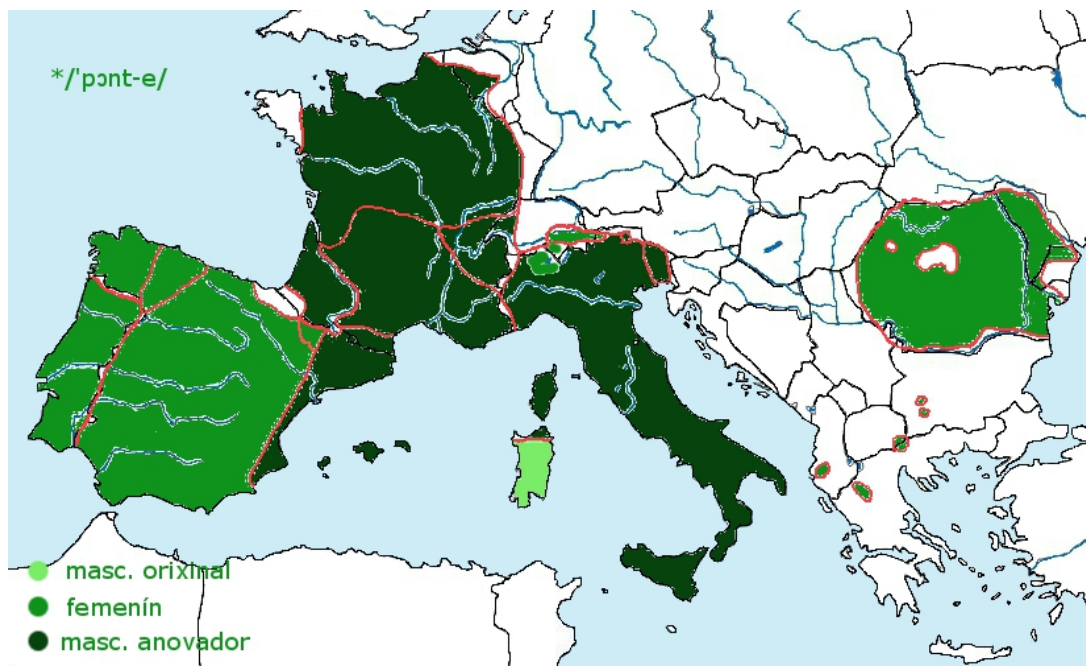 */'pɔnt-e/
masc. orixinal
femenín
masc. anovador